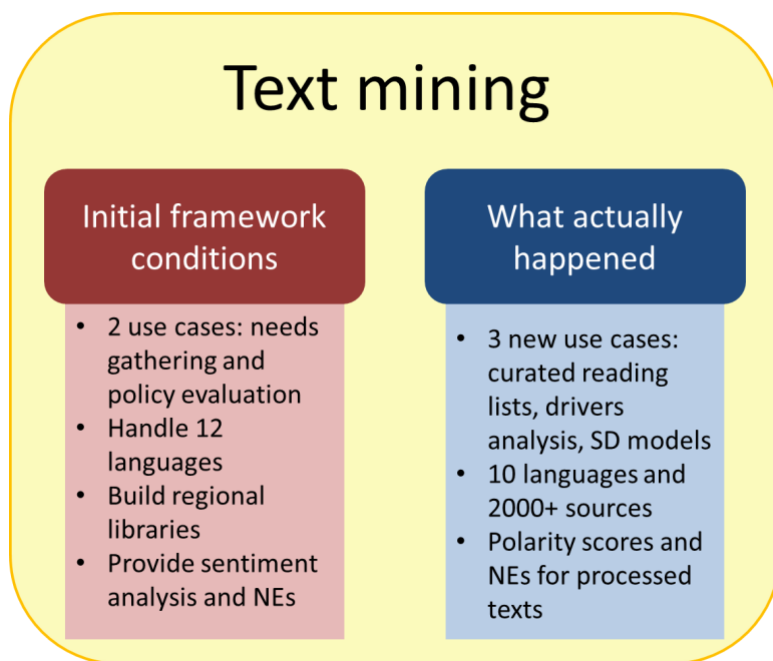 Text mining
Initial framework
conditions
• 2 use cases: needs
gathering and
policy evaluation
• Handle 12
languages
• Build regional
libraries
• Provide sentiment
analysis and NEs
What actually
happened
• 3 new use cases:
curated reading
lists, drivers
analysis, SD models
• 10 languages and
2000+ sources
• Polarity scores and
NEs for processed
texts